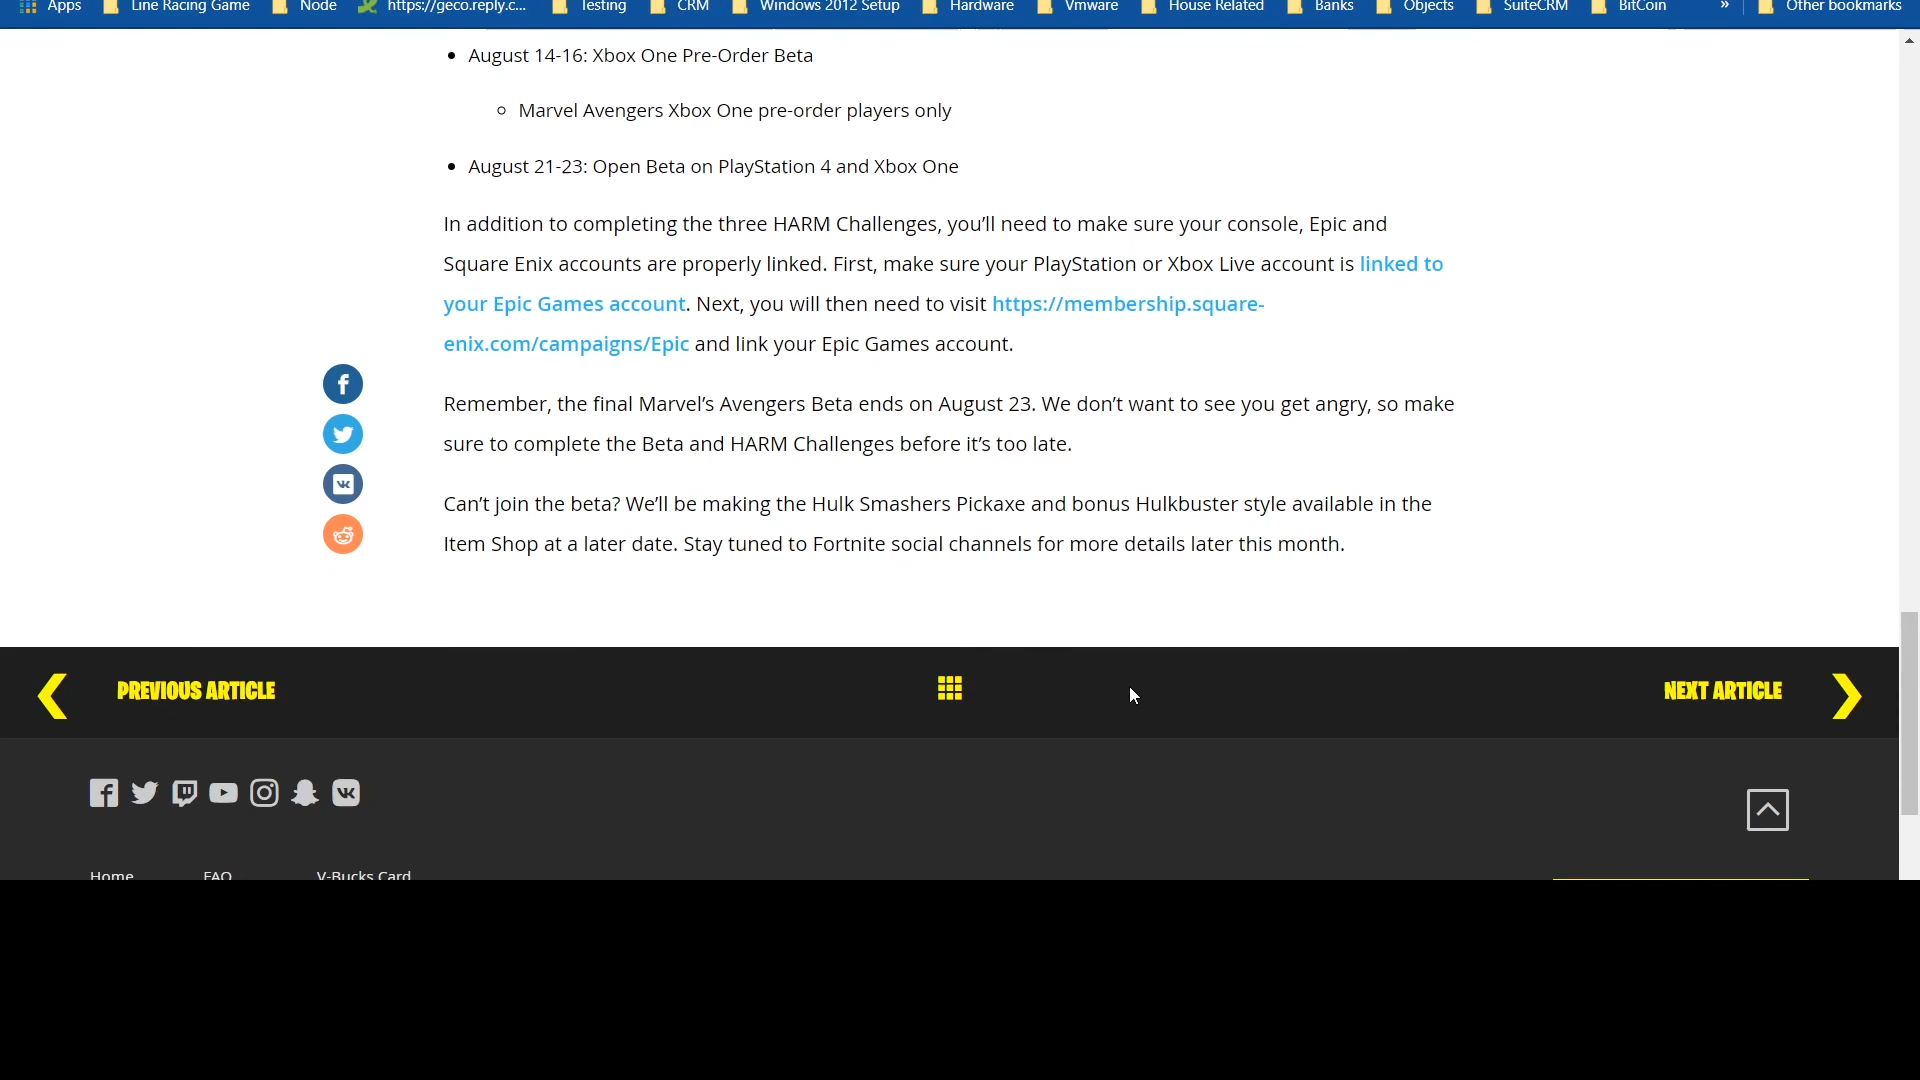 Apps Line Racing Game Node https://geco.reply.c... Testing CRM Windows 2012 Setup Hardware Vmware House Related Banks Objects SuiteCRM BitCoin » Other bookmarks
• August 14-16: Xbox One Pre-Order Beta
○ Marvel Avengers Xbox One pre-order players only
• August 21-23: Open Beta on PlayStation 4 and Xbox One
In addition to completing the three HARM Challenges, you’ll need to make sure your console, Epic and
Square Enix accounts are properly linked. First, make sure your PlayStation or Xbox Live account is linked to
your Epic Games account. Next, you will then need to visit https://membership.square-
enix.com/campaigns/Epic and link your Epic Games account.
Remember, the final Marvel’s Avengers Beta ends on August 23. We don’t want to see you get angry, so make
sure to complete the Beta and HARM Challenges before it’s too late.
Can’t join the beta? We’ll be making the Hulk Smashers Pickaxe and bonus Hulkbuster style available in the
Item Shop at a later date. Stay tuned to Fortnite social channels for more details later this month.
PREVIOUS ARTICLE NEXT ARTICLE
Home FAQ V-Bucks Card